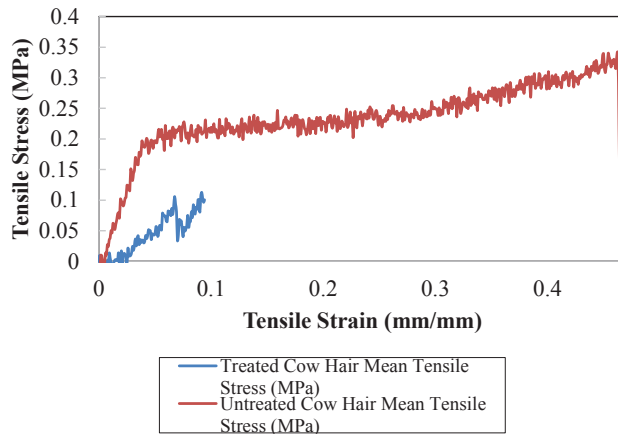 Tensile Stress (MPa)
0.4
0.35
0.3
0.25
0.2
0.15
0.1
0.05
0
0 0.1 0.2 0.3 0.4
Tensile Strain (mm/mm)
Treated Cow Hair Mean Tensile
Stress (MPa)
Untreated Cow Hair Mean Tensile
Stress (MPa)